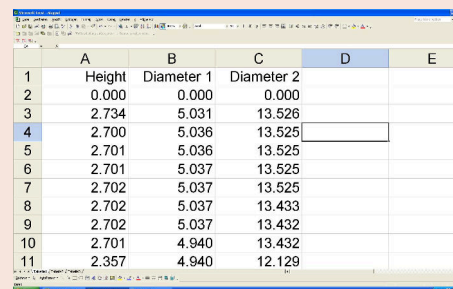 A B C D E
1 Height Diameter 1 Diameter 2
2 0.000 0.000 0.000
3 2.734 5.031 13.526
4 2.700 5.036 13.525
5 2.701 5.036 13.525
6 2.701 5.037 13.525
7 2.702 5.037 13.525
8 2.702 5.037 13.433
9 2.702 5.037 13.432
10 2.701 4.940 13.432
11 2.357 4.940 12.129